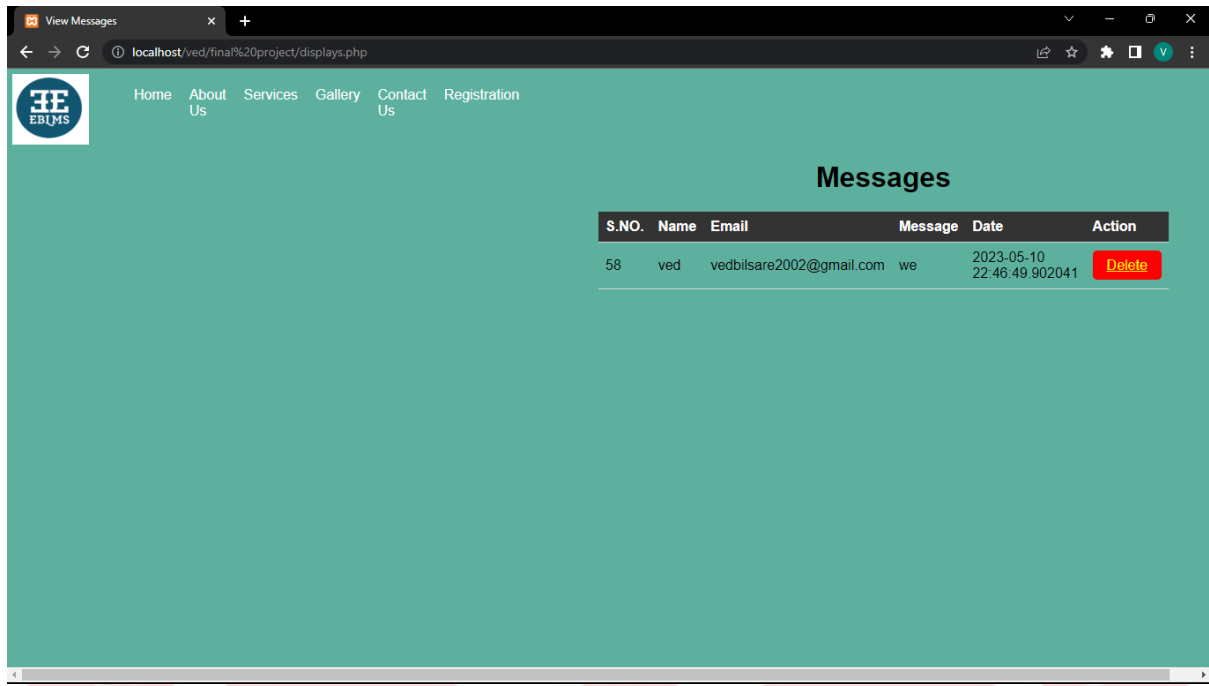 View Messages
localhost/ved/final%20project/displays.php
V
EE
EBLMS
Home About Us Services Gallery Contact Us Registration
Messages
S.NO. Name Email Message Date Action
58 ved vedbilsare2002@gmail.com we 2023-05-10 22:46:49.902041 Delete